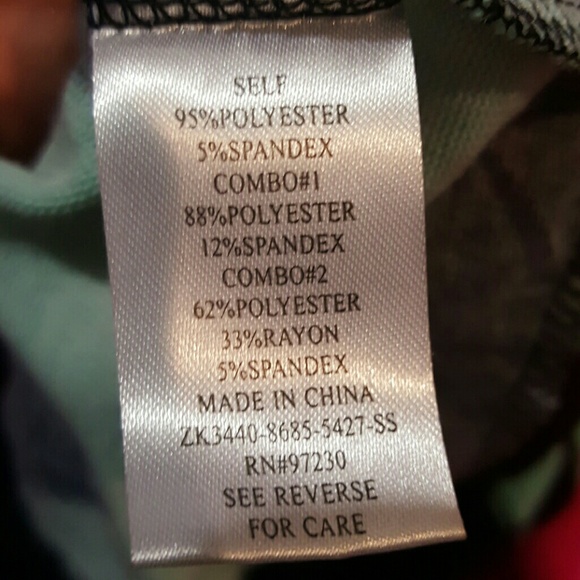 SELF
95%POLYESTER
5%SPANDEX
COMBO#1
88%POLYESTER
12%SPANDEX
COMBO#2
62%POLYESTER
33%RAYON
5%SPANDEX
MADE IN CHINA
ZK3440-8685-5427-SS
RN#97230
SEE REVERSE
FOR CARE